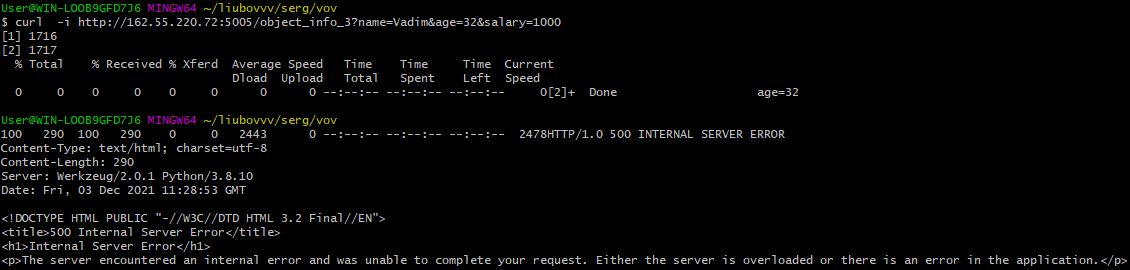 User@WIN-LOOB9GFD7J6 MINGW64 ~/liubovvv/serg/vov
$ curl  -i http://162.55.220.72:5005/object_info_3?name=Vadim&age=32&salary=1000
[1] 1716
[2] 1717
  % Total    % Received % Xferd  Average Speed   Time    Time     Time  Current
                                 Dload  Upload   Total   Spent    Left  Speed
  0     0    0     0    0     0      0      0 --:--:-- --:--:-- --:--:--     0[2]+  Done                    age=32
User@WIN-LOOB9GFD7J6 MINGW64 ~/liubovvv/serg/vov
100   290  100   290    0     0   2443      0 --:--:-- --:--:-- --:--:--  2478HTTP/1.0 500 INTERNAL SERVER ERROR
Content-Type: text/html; charset=utf-8
Content-Length: 290
Server: Werkzeug/2.0.1 Python/3.8.10
Date: Fri, 03 Dec 2021 11:28:53 GMT
<!DOCTYPE HTML PUBLIC "-//W3C//DTD HTML 3.2 Final//EN">
<title>500 Internal Server Error</title>
<h1>Internal Server Error</h1>
<p>The server encountered an internal error and was unable to complete your request. Either the server is overloaded or there is an error in the application.</p>